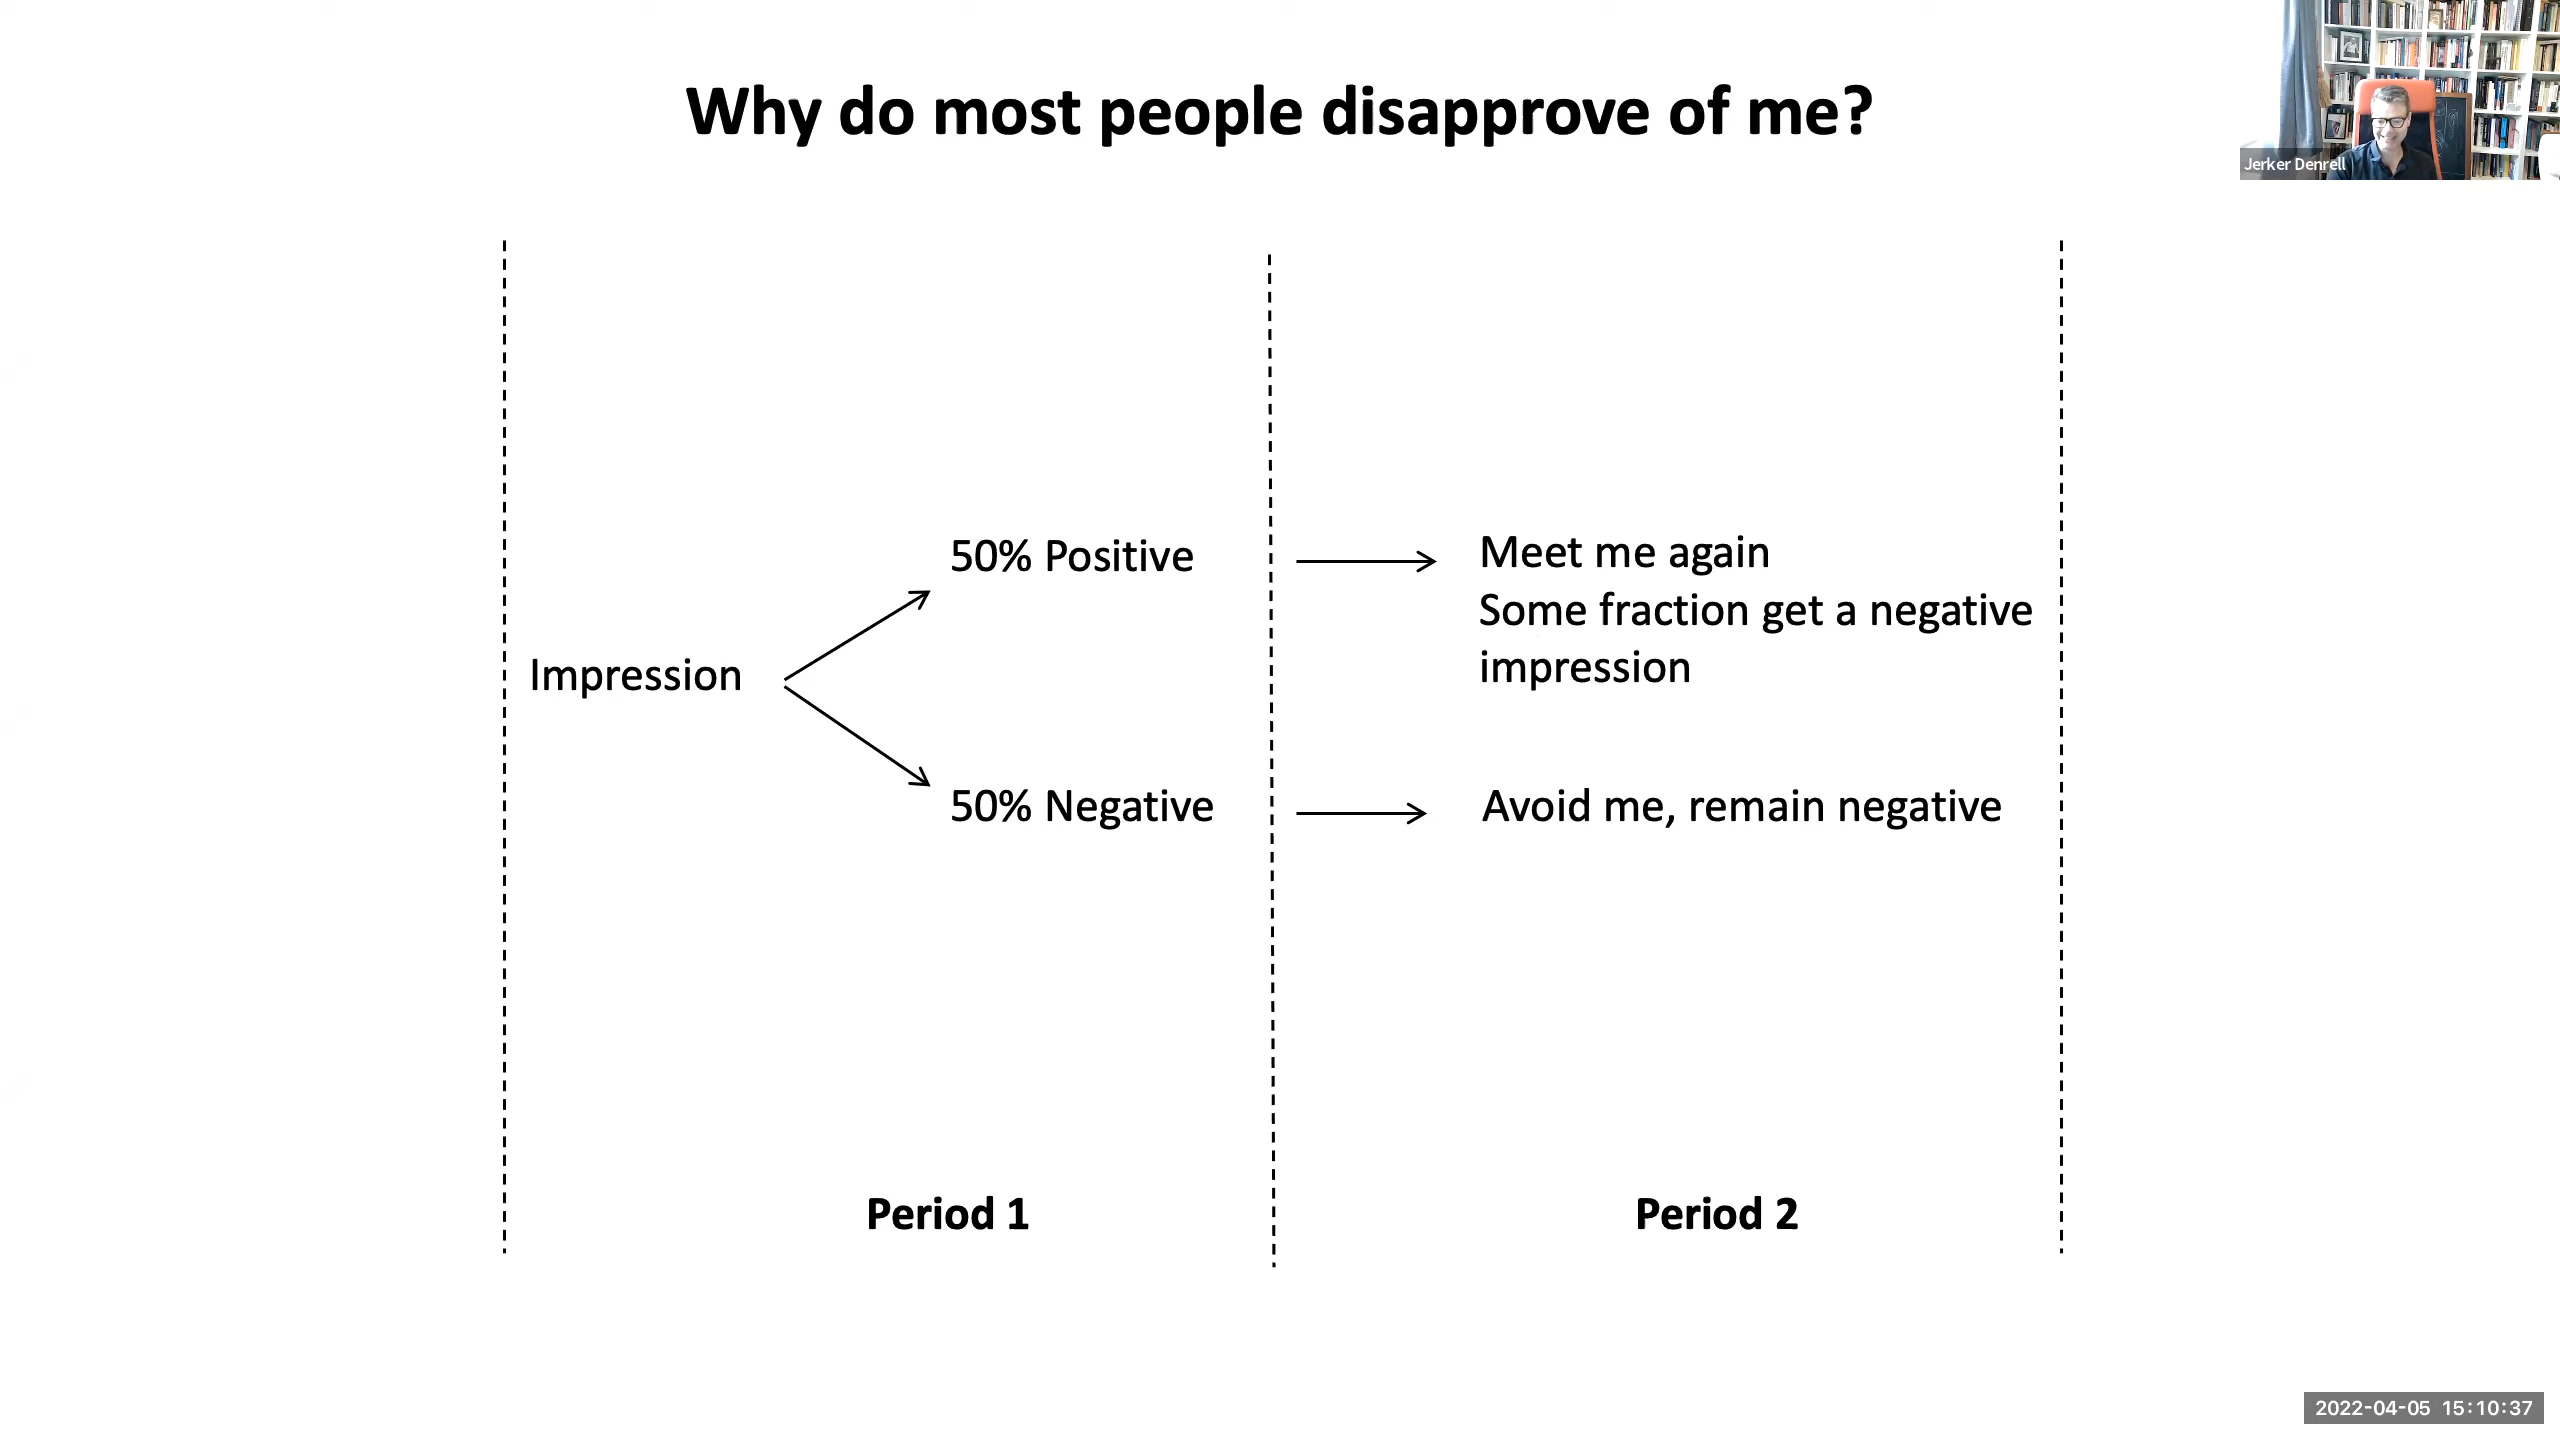 Why do most people disapprove of me?
Jerker Denrell
50% Positive
Meet me again
Some fraction get a negative
impression
Impression
50% Negative
Avoid me, remain negative
Period 1
Period 2
2022-04-05 15:10:37